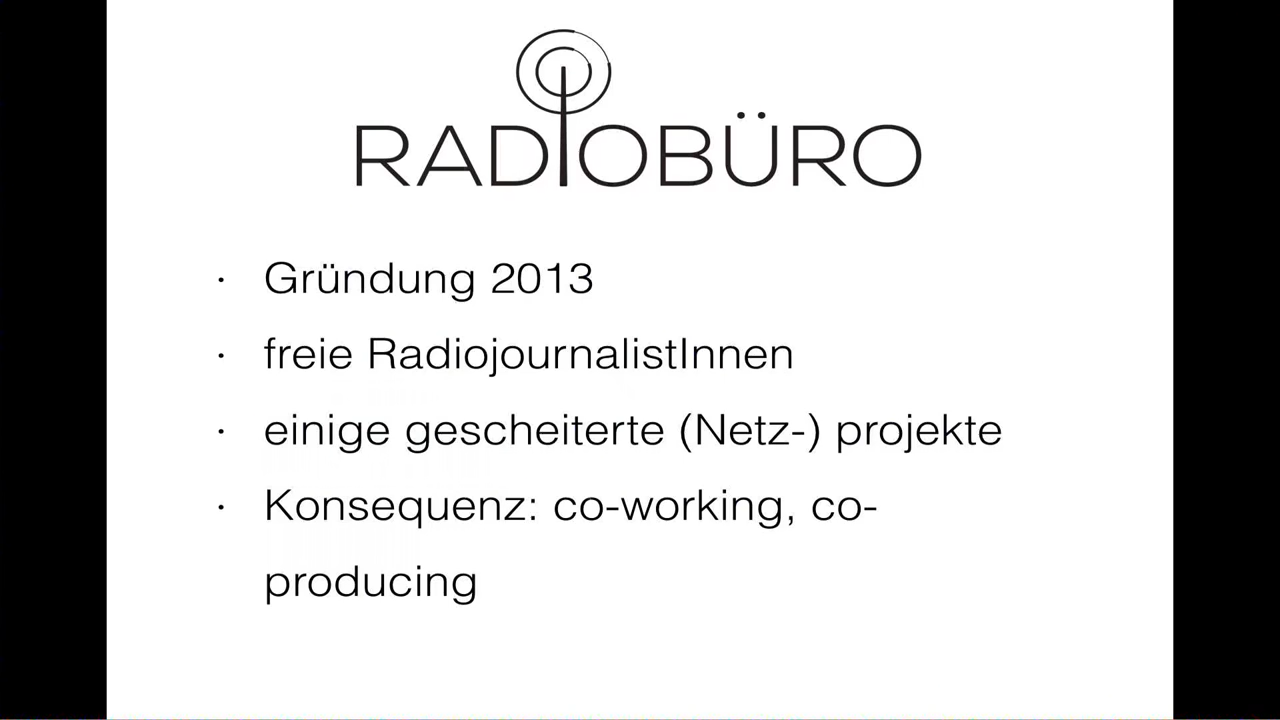 RADIOBÜRO
· Gründung 2013
· freie RadiojournalistInnen
· einige gescheiterte (Netz-) projekte
· Konsequenz: co-working, co-
producing